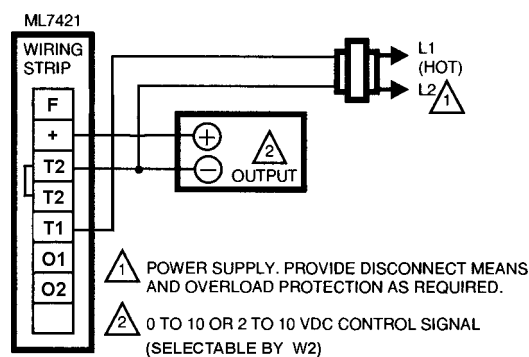 ML7421
WIRING
STRIP
F
+
T2
T2
T1
O1
O2
L1
(HOT)
L2
1
+
−
2
OUTPUT
1 POWER SUPPLY. PROVIDE DISCONNECT MEANS
AND OVERLOAD PROTECTION AS REQUIRED.
2 0 TO 10 OR 2 TO 10 VDC CONTROL SIGNAL
(SELECTABLE BY W2)